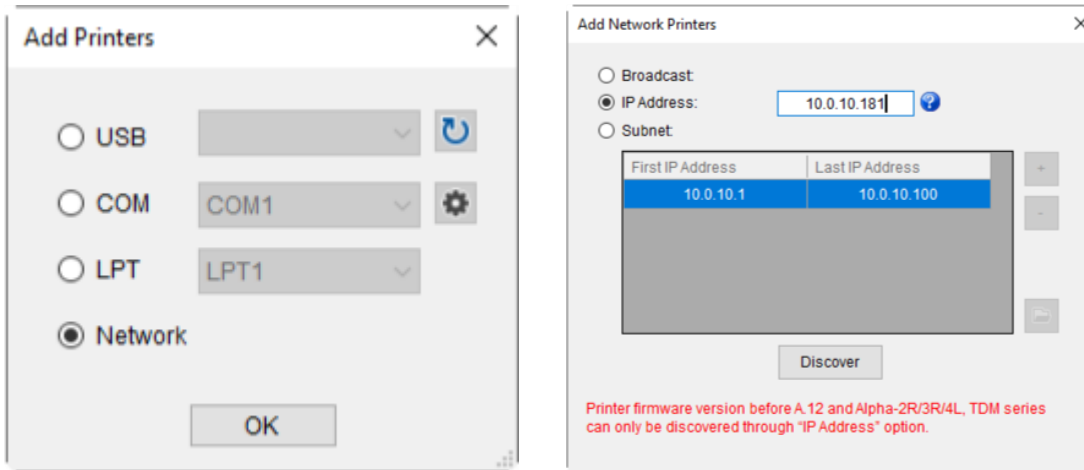 Add Printers
USB
COM COM1
LPT LPT1
Network
OK
Add Network Printers
Broadcast:
IP Address: 10.0.10.181
Subnet:
First IP Address Last IP Address
10.0.10.1 10.0.10.100
+
-
Discover
Printer firmware version before A.12 and Alpha-2R/3R/4L, TDM series
can only be discovered through "IP Address" option.